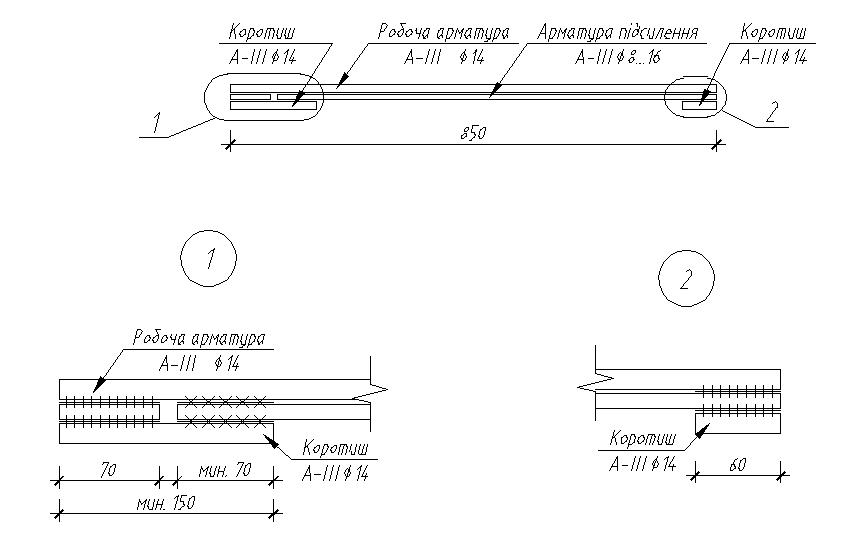 Коротиш
А-III ϕ14
Робоча арматура
А-III ϕ14
Арматура підсилення
А-III ϕ8...16
Коротиш
А-III ϕ14
1
2
850
1
2
Робоча арматура
А-III ϕ14
Коротиш
А-III ϕ14
70
мин. 70
мин. 150
Коротиш
А-III ϕ14
60